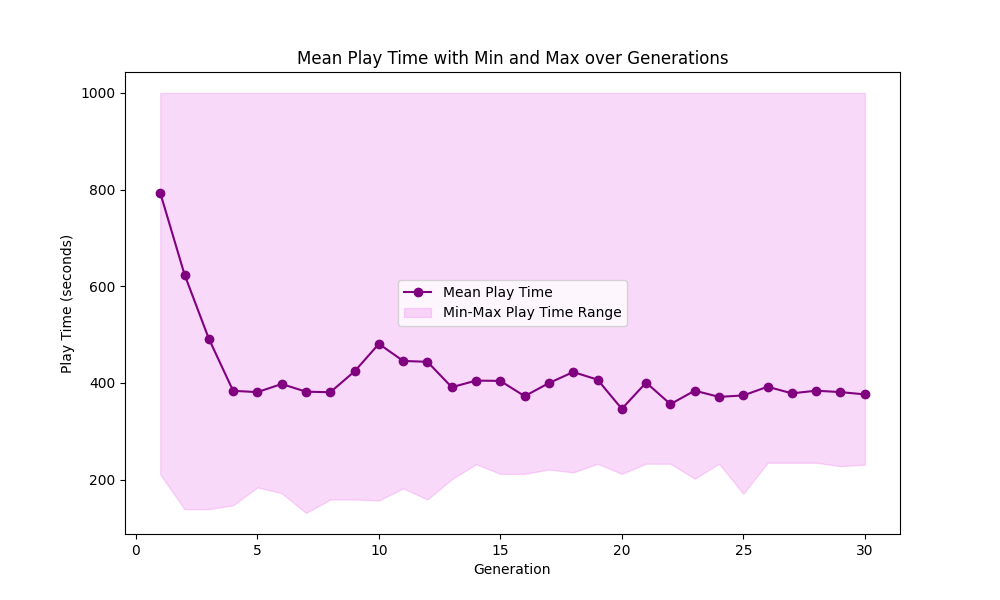 Mean Play Time with Min and Max over Generations
1000
800
600
400
200
Play Time (seconds)
Mean Play Time
Min-Max Play Time Range
0
5
10
15
20
25
30
Generation